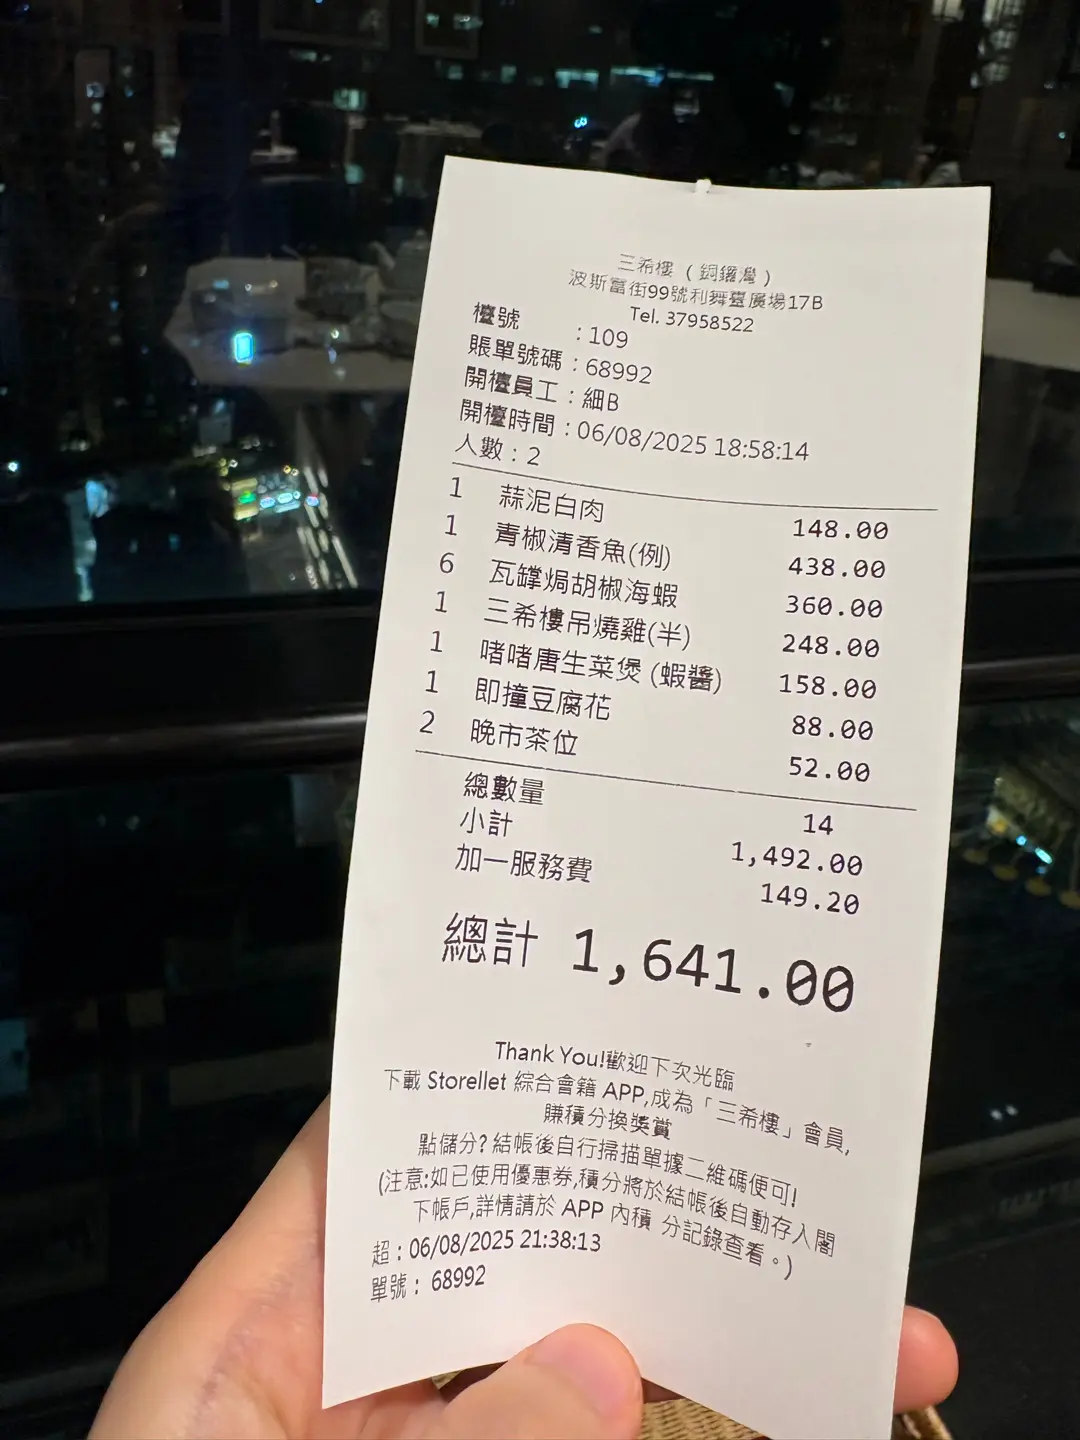 三希樓 （銅鑼灣）
波斯富街99號利舞臺廣場17B
Tel. 37958522
檯號 : 109
賬單號碼 : 68992
開檯員工 : 細B
開檯時間 : 06/08/2025 18:58:14
人數 : 2
1 蒜泥白肉 148.00
1 青椒清香魚(例) 438.00
6 瓦罉焗胡椒海蝦 360.00
1 三希樓吊燒雞(半) 248.00
1 啫啫唐生菜煲 (蝦醬) 158.00
1 即撞豆腐花 88.00
2 晚市茶位 52.00
總數量 14
小計 1,492.00
加一服務費 149.20
總計 1,641.00
Thank You!歡迎下次光臨
下載 Storellet 綜合會籍 APP,成為「三希樓」會員,
賺積分換獎賞
點儲分? 結帳後自行掃描單據二維碼便可!
(注意:如已使用優惠券,積分將於結帳後自動存入閣
下帳戶,詳情請於 APP 內積 分記錄查看。)
超 : 06/08/2025 21:38:13
單號 : 68992